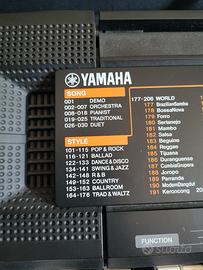 YAMAHA
SONG
001 DEMO
002-007 ORCHESTRA
008-018 PIANIST
019-025 TRADITIONAL
026-030 DUET
STYLE
101-115 POP & ROCK
116-121 BALLAD
122-133 DANCE & DISCO
134-141 SWING & JAZZ
142-148 R & B
149-152 COUNTRY
153-163 BALLROOM
164-176 TRAD & WALTZ
177-206 WORLD
177 BrazilianSamba
178 BossaNova
179 Forro
180 Sertanejo
181 Mambo
182 Salsa
183 Beguine
184 Reggae
185 Tijuana
186 Duranguense
187 CumbiaGrupera
188 Joropo
189 Parranda
190 ModernDangdut
191 Keroncong
20
FUNCTION
Subito